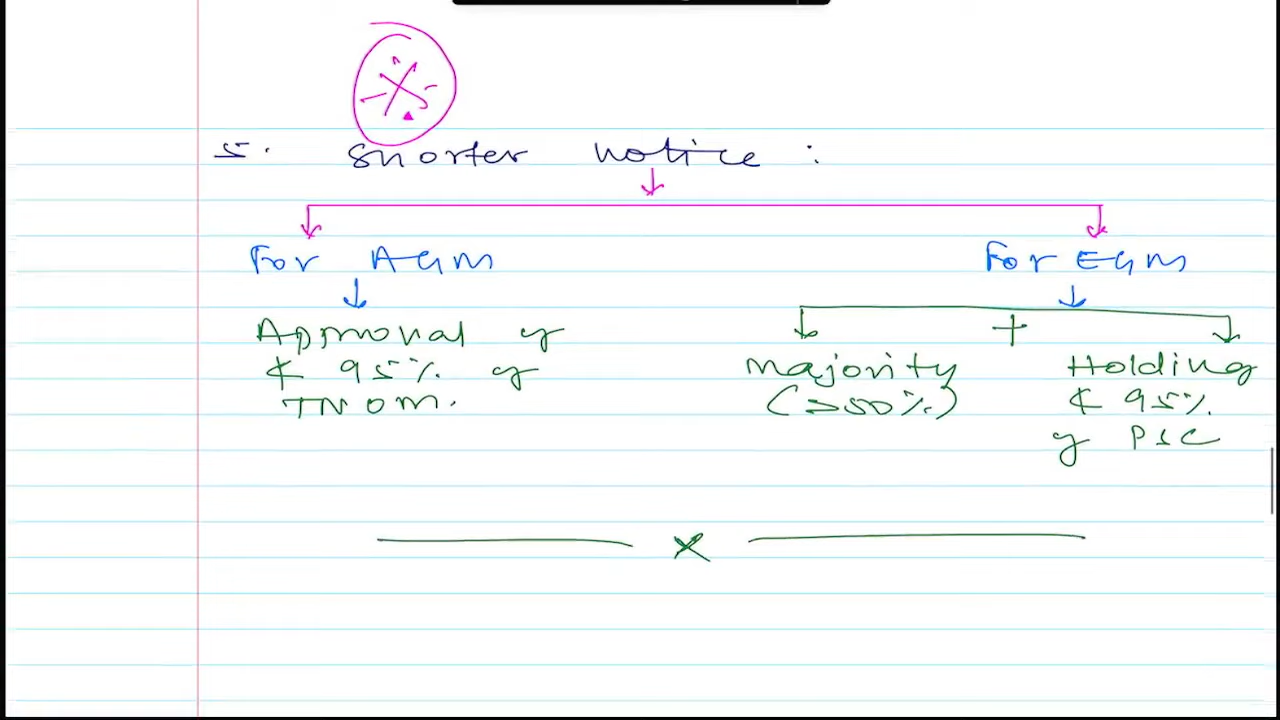 5. Shorter notice :
For AGM
For EGM
Approval of
≮ 95% of
TNOM.
+
Majority
(>50%)
Holding
≮ 95%
of PSC